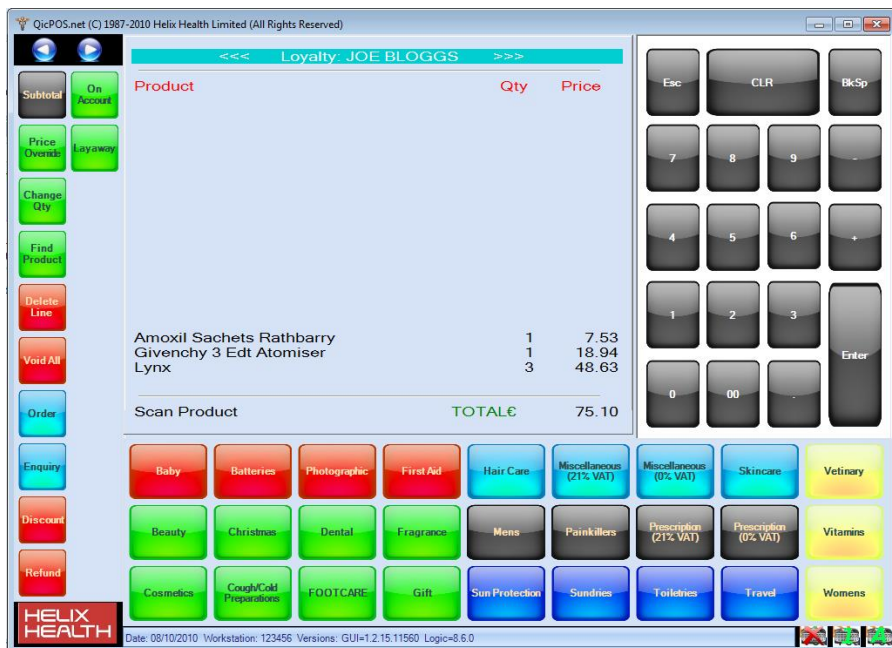 QicPOS.net (C) 1987-2010 Helix Health Limited (All Rights Reserved)
<<< Loyalty: JOE BLOGGS >>>
Product Qty Price
Amoxil Sachets Rathbarry 1 7.53
Givenchy 3 Edt Atomiser 1 18.94
Lynx 3 48.63
Scan Product TOTAL€ 75.10
Subtotal
On
Account
Price
Override
Layaway
Change
Qty
Find
Product
Delete
Line
Void All
Order
Enquiry
Discount
Refund
HELIX
HEALTH
Esc CLR BkSp
7 8 9 -
4 5 6 +
1 2 3
Enter
0 00 .
Baby
Batteries
Photographic
First Aid
Hair Care
Miscellaneous
(21% VAT)
Miscellaneous
(0% VAT)
Skincare
Vetinary
Beauty
Christmas
Dental
Fragrance
Mens
Painkillers
Prescription
(21% VAT)
Prescription
(0% VAT)
Vitamins
Cosmetics
Cough/Cold
Preparations
FOOTCARE
Gift
Sun Protection
Sundries
Toiletries
Travel
Womens
Date: 08/10/2010 Workstation: 123456 Versions: GUI=1.2.15.11560 Logic=8.6.0